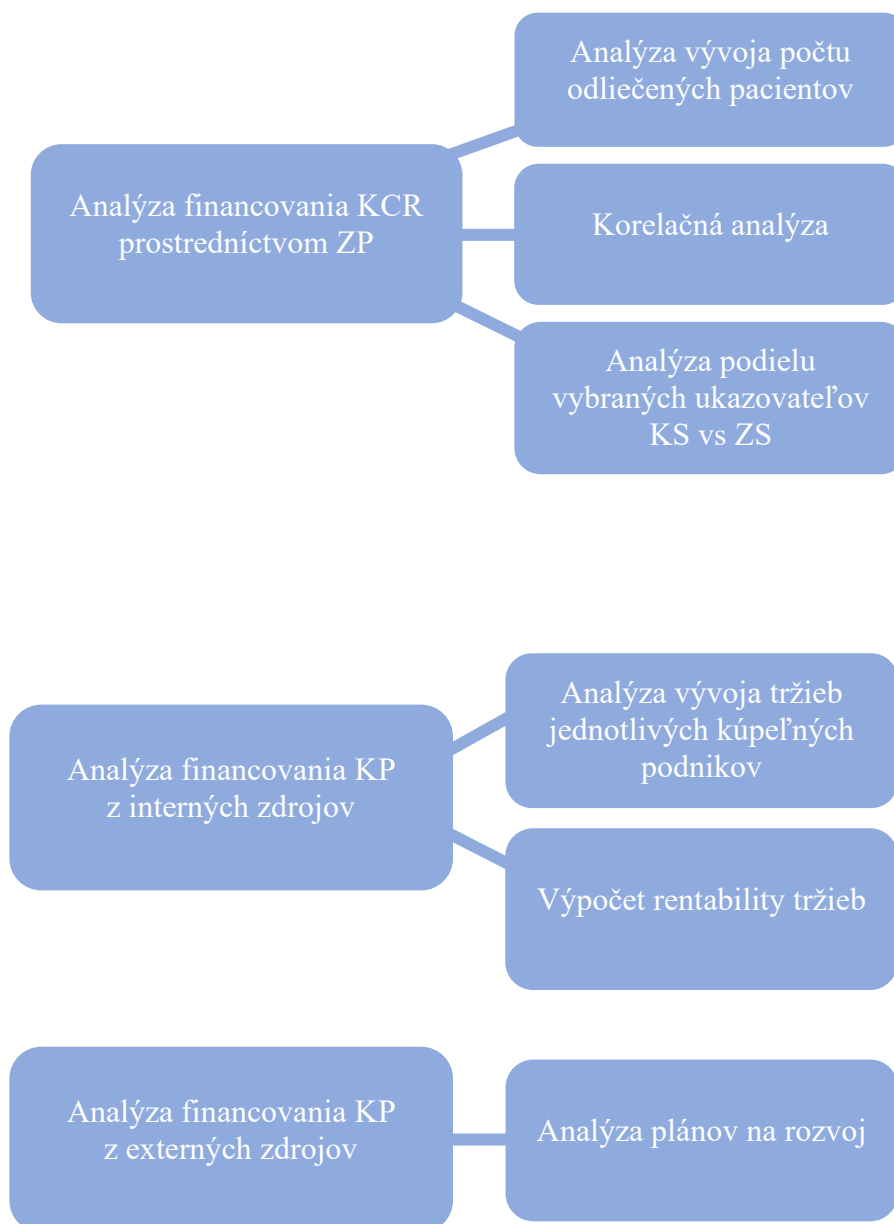 Analýza financovania KCR
prostredníctvom ZP
Analýza vývoja počtu
odliečených pacientov
Korelačná analýza
Analýza podielu
vybraných ukazovateľov
KS vs ZS
Analýza financovania KP
z interných zdrojov
Analýza vývoja tržieb
jednotlivých kúpeľných
podnikov
Výpočet rentability tržieb
Analýza financovania KP
z externých zdrojov
Analýza plánov na rozvoj